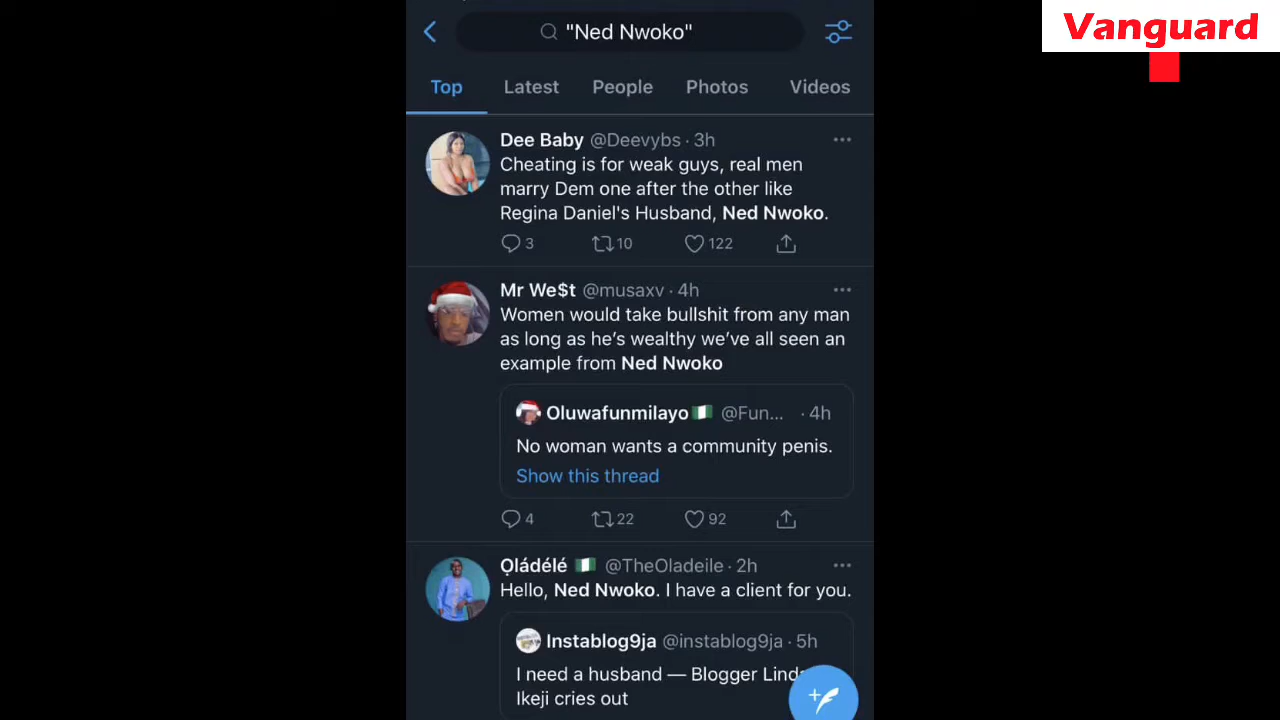 Vanguard
"Ned Nwoko"
Top Latest People Photos Videos
Dee Baby @Deevybs · 3h
Cheating is for weak guys, real men
marry Dem one after the other like
Regina Daniel's Husband, Ned Nwoko.
3 10 122
Mr We$t @musaxv · 4h
Women would take bullshit from any man
as long as he's wealthy we've all seen an
example from Ned Nwoko
Oluwafunmilayo @Fun... · 4h
No woman wants a community penis.
Show this thread
4 22 92
Ọládélé @TheOladeile · 2h
Hello, Ned Nwoko. I have a client for you.
Instablog9ja @instablog9ja · 5h
I need a husband — Blogger Linda
Ikeji cries out